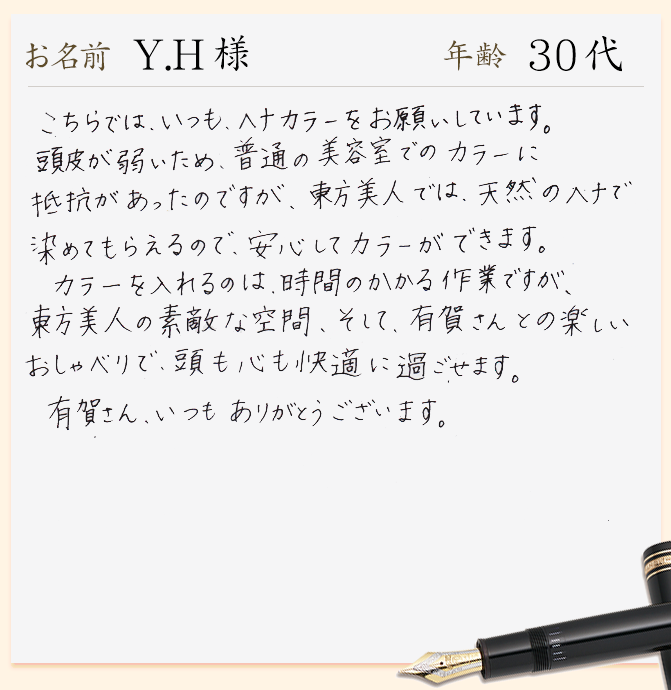 お名前 Y.H様 年齢 30代
こちらでは、いつも、ヘナカラーをお願いしています。
頭皮が弱いため、普通の美容室でのカラーに
抵抗があったのですが、東方美人では、天然のヘナで
染めてもらえるので、安心してカラーができます。
カラーを入れるのは、時間のかかる作業ですが、
東方美人の素敵な空間、そして、有賀さんとの楽しい
おしゃべりで、頭も心も快適に過ごせます。
有賀さん、いつもありがとうございます。